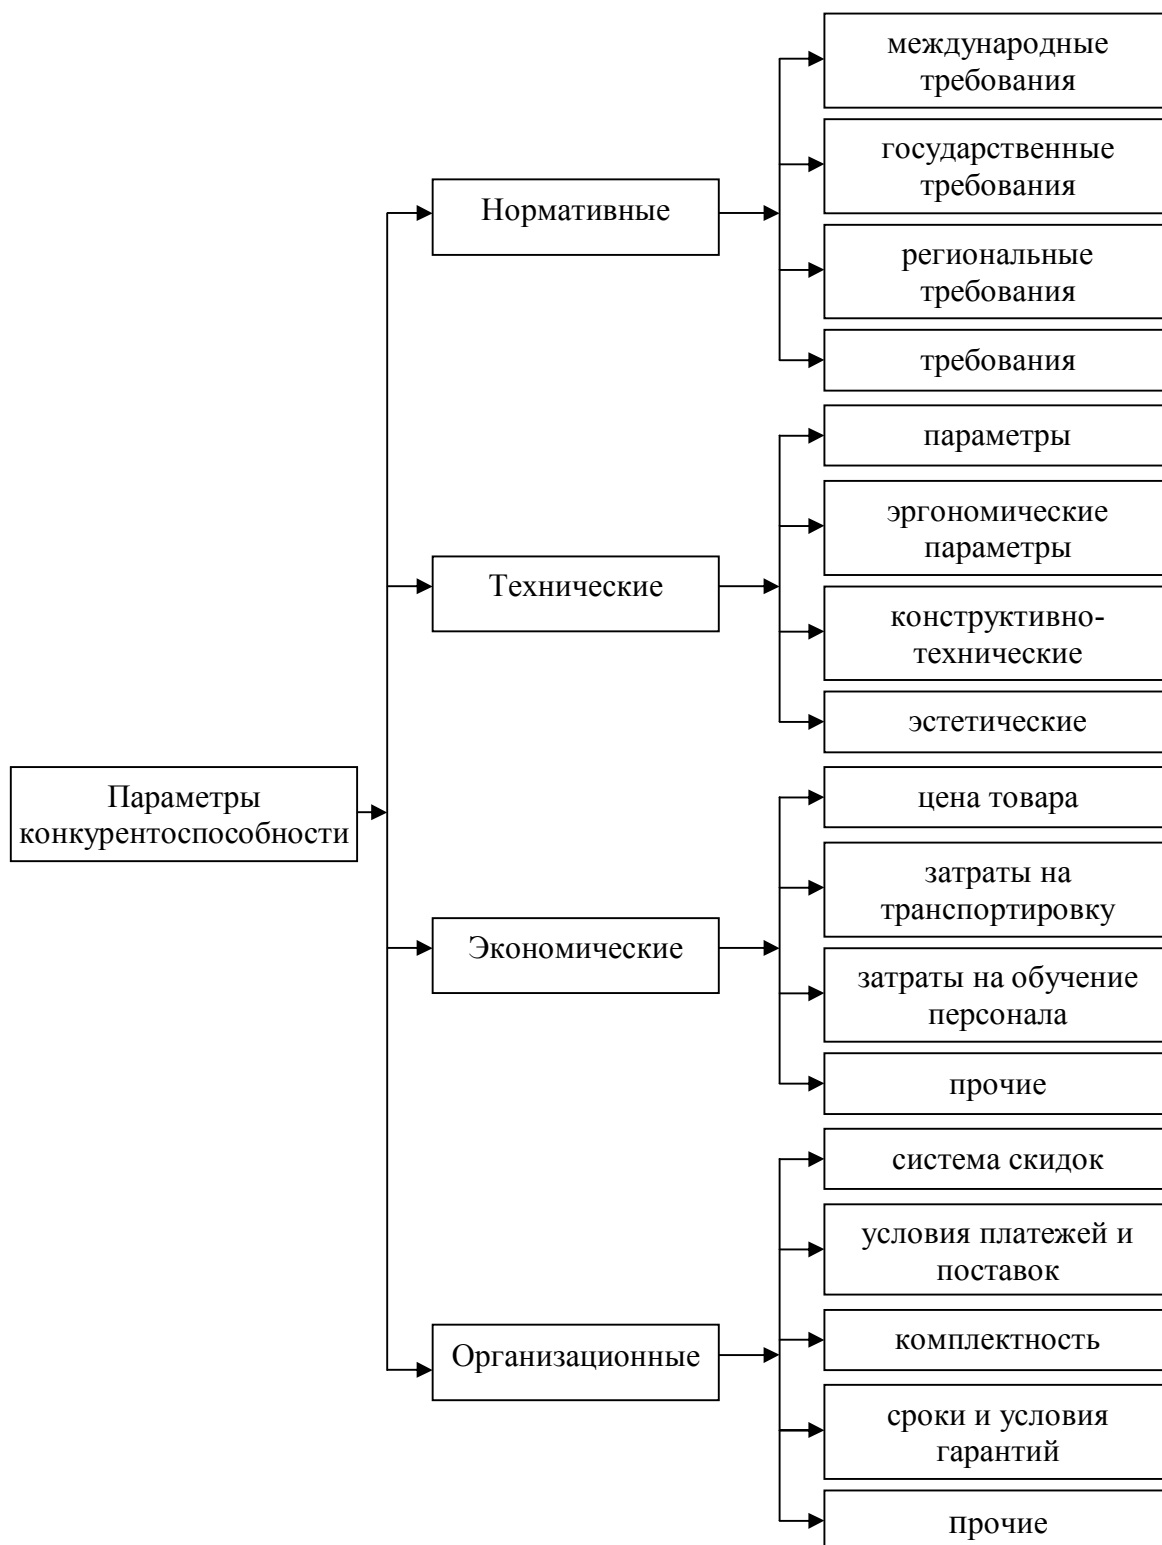 Параметры
конкурентоспособности
Нормативные
международные
требования
государственные
требования
региональные
требования
требования
Технические
параметры
эргономические
параметры
конструктивно-
технические
эстетические
Экономические
цена товара
затраты на
транспортировку
затраты на обучение
персонала
прочие
Организационные
система скидок
условия платежей и
поставок
комплектность
сроки и условия
гарантий
прочие